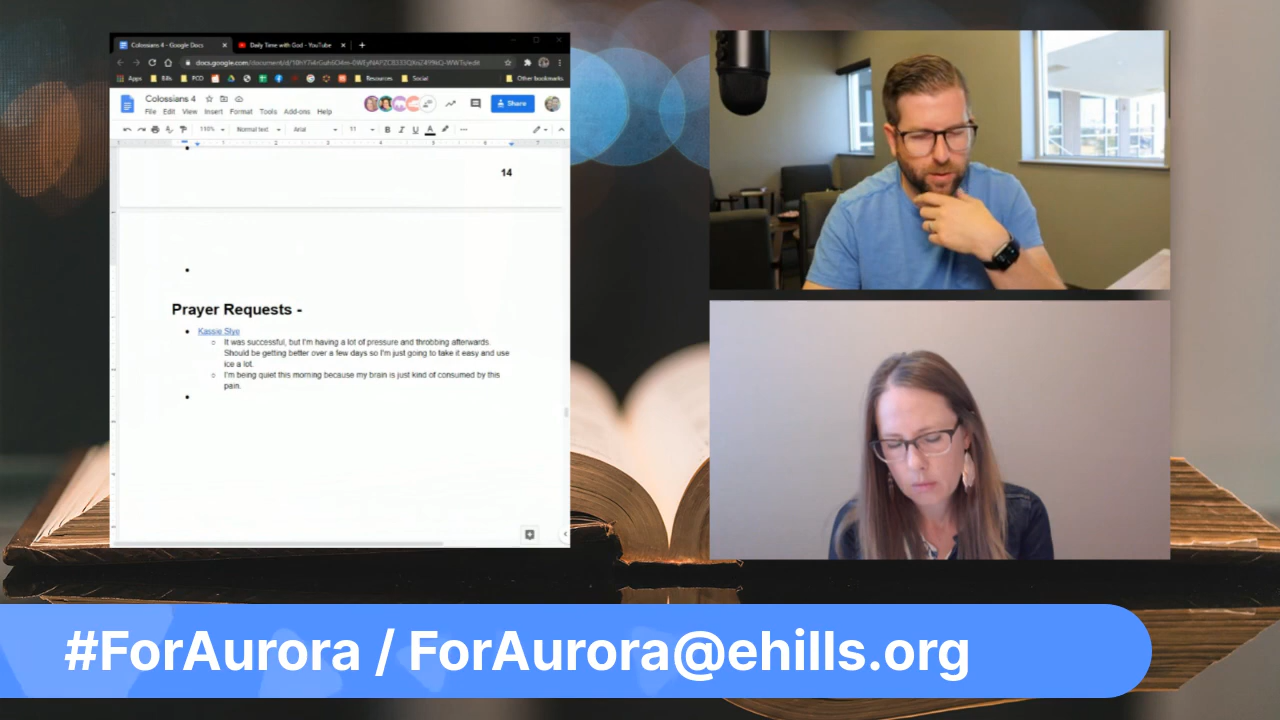 Colossians 4 - Google Docs
Daily Time with God - YouTube
Apps Bills PCO Resources Social Other bookmarks
Colossians 4
File Edit View Insert Format Tools Add-ons Help
Share
110% Normal text Arial 11 B I U A
14
Prayer Requests -
Kassie Slye
It was successful, but I'm having a lot of pressure and throbbing afterwards.
Should be getting better over a few days so I'm just going to take it easy and use
ice a lot.
I'm being quiet this morning because my brain is just kind of consumed by this
pain.
#ForAurora / ForAurora@ehills.org